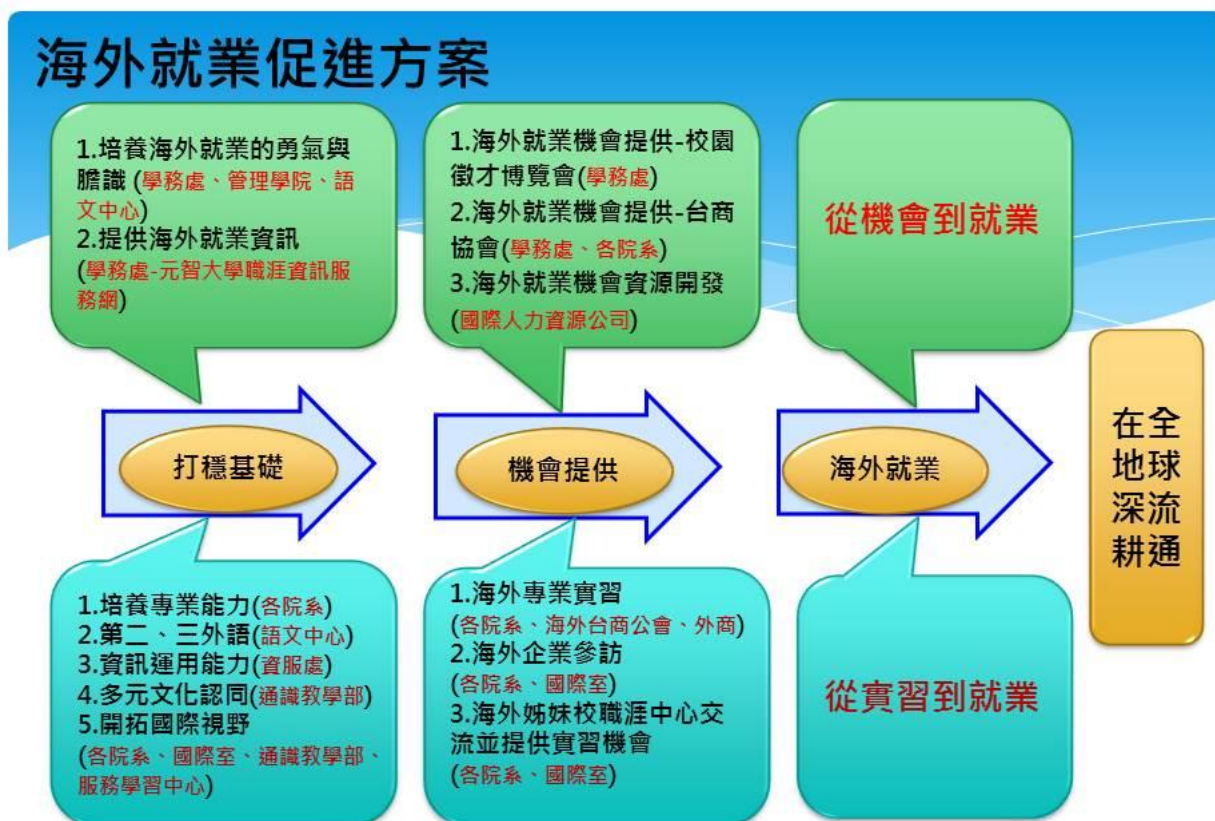 海外就業促進方案
1.培養海外就業的勇氣與
膽識(學務處、管理學院、語
文中心)
2.提供海外就業資訊
(學務處-元智大學職涯資訊服
務網)
1.海外就業機會提供-校園
徵才博覽會(學務處)
2.海外就業機會提供-台商
協會(學務處、各院系)
3.海外就業機會資源開發
(國際人力資源公司)
從機會到就業
打穩基礎
機會提供
海外就業
在全
地球
深流
耕通
1.培養專業能力(各院系)
2.第二、三外語(語文中心)
3.資訊運用能力(資服處)
4.多元文化認同(通識教學部)
5.開拓國際視野
(各院系、國際室、通識教學部、
服務學習中心)
1.海外專業實習
(各院系、海外台商公會、外商)
2.海外企業參訪
(各院系、國際室)
3.海外姊妹校職涯中心交
流並提供實習機會
(各院系、國際室)
從實習到就業